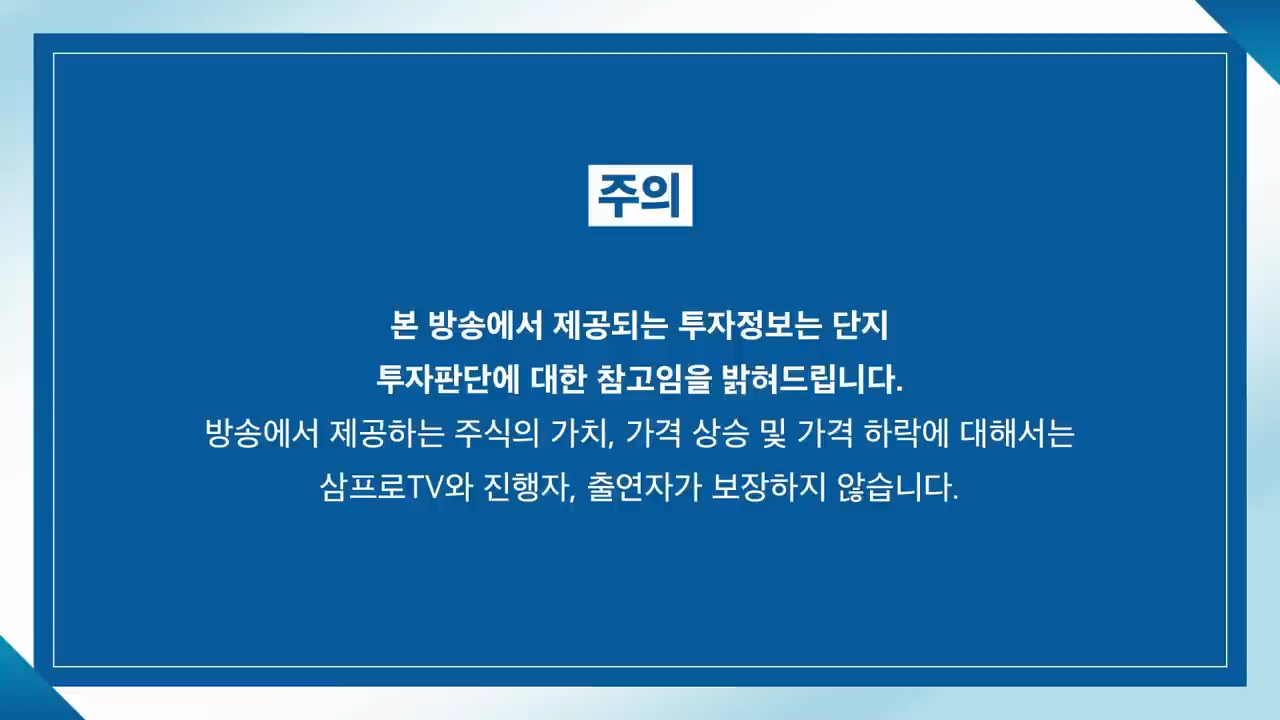 주의
본 방송에서 제공되는 투자정보는 단지
투자판단에 대한 참고임을 밝혀드립니다.
방송에서 제공하는 주식의 가치, 가격 상승 및 가격 하락에 대해서는
삼프로TV와 진행자, 출연자가 보장하지 않습니다.